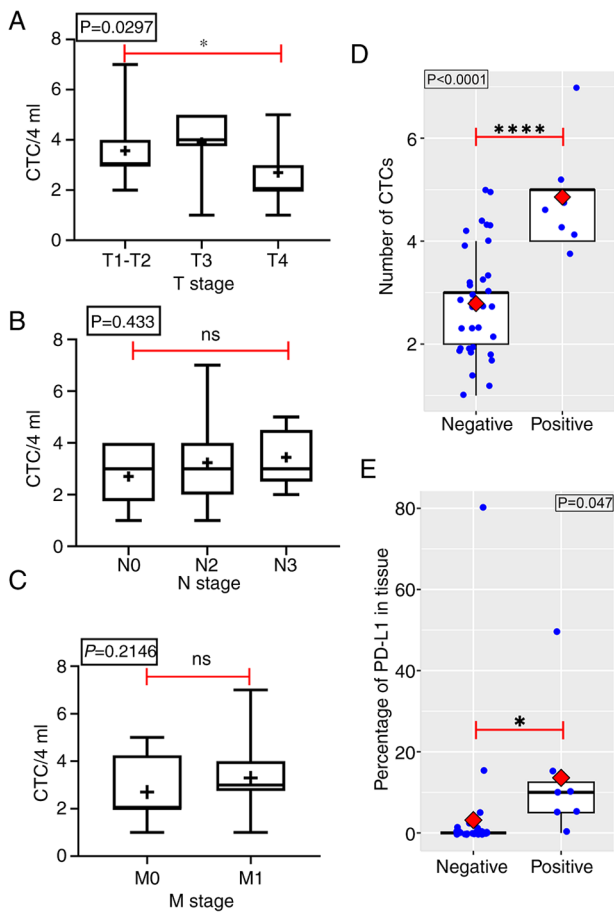 A
P=0.0297
*
8
6
4
2
0
CTC/4 ml
T1-T2 T3 T4
T stage
B
P=0.433
ns
8
6
4
2
0
CTC/4 ml
N0 N2 N3
N stage
C
P=0.2146
ns
8
6
4
2
0
CTC/4 ml
M0 M1
M stage
D
P<0.0001
****
6
4
2
Number of CTCs
Negative Positive
E
P=0.047
*
80
60
40
20
0
Percentage of PD-L1 in tissue
Negative Positive